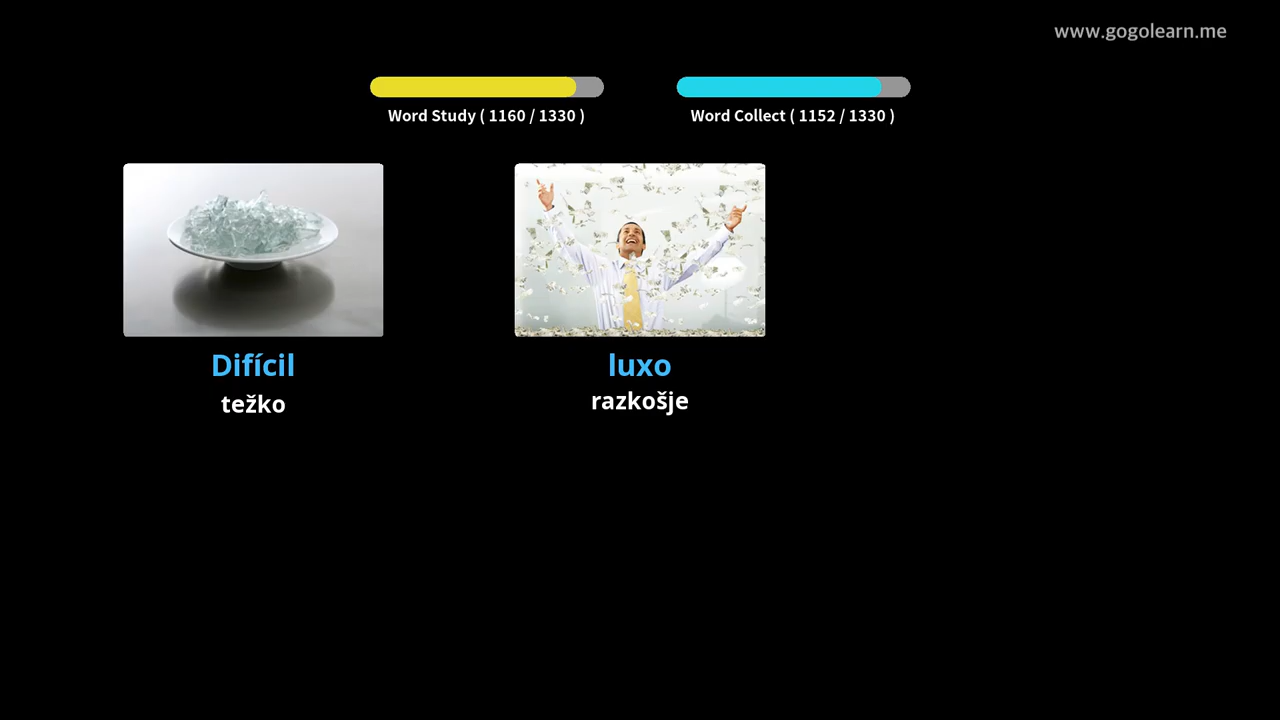 www.gogolearn.me
Word Study ( 1160 / 1330 )
Word Collect ( 1152 / 1330 )
Difícil
težko
luxo
razkošje